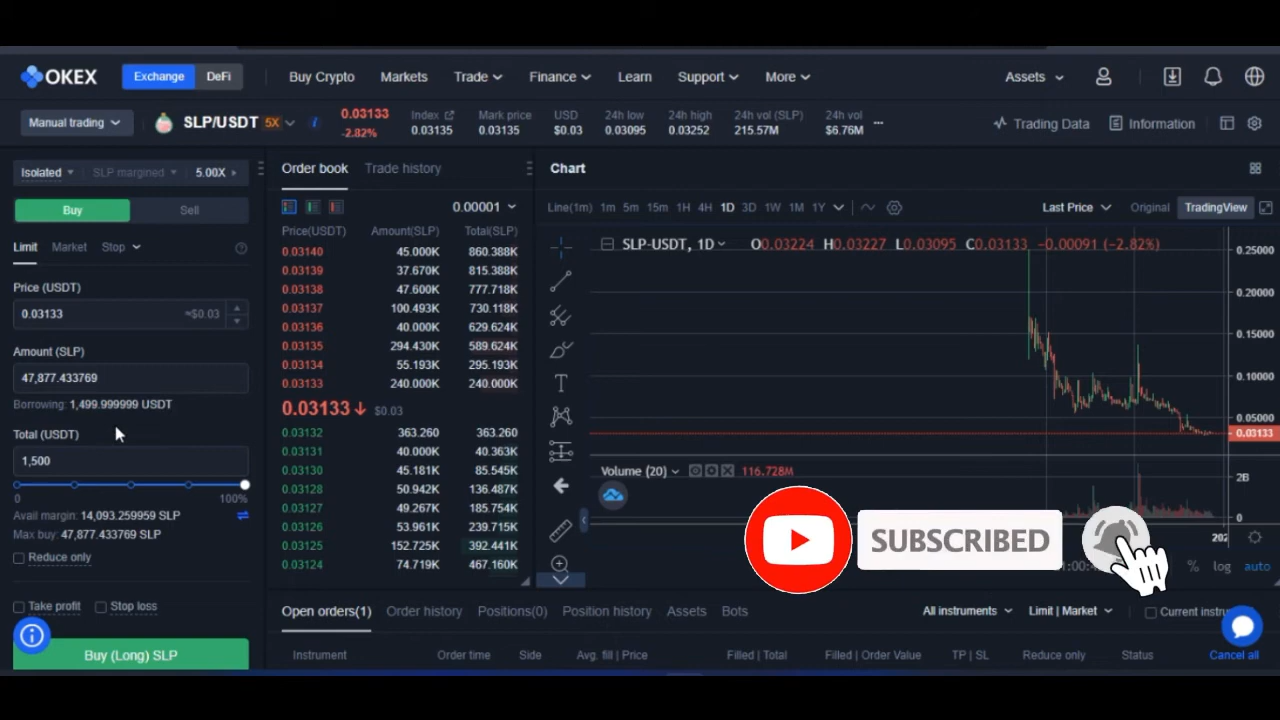 OKEX Exchange DeFi Buy Crypto Markets Trade Finance Learn Support More Assets
Manual trading SLP/USDT 5X i 0.03133 -2.82% Index 0.03135 Mark price 0.03135 USD $0.03 24h low 0.03095 24h high 0.03252 24h vol (SLP) 215.57M 24h vol $6.76M Trading Data Information
Isolated SLP margined 5.00X
Buy Sell
Limit Market Stop
Price (USDT)
0.03133 ≈$0.03
Amount (SLP)
47,877.433769
Borrowing: 1,499.999999 USDT
Total (USDT)
1,500
0 100%
Avail margin: 14,093.259959 SLP
Max buy: 47,877.433769 SLP
Reduce only
Take profit Stop loss
Buy (Long) SLP
Order book Trade history
0.00001
Price(USDT) Amount(SLP) Total(SLP)
0.03140 45.000K 860.388K
0.03139 37.670K 815.388K
0.03138 47.600K 777.718K
0.03137 100.493K 730.118K
0.03136 40.000K 629.624K
0.03135 294.430K 589.624K
0.03134 55.193K 295.193K
0.03133 240.000K 240.000K
0.03133 $0.03
0.03132 363.260 363.260
0.03131 40.000K 40.363K
0.03130 45.181K 85.545K
0.03128 50.942K 136.487K
0.03127 49.267K 185.754K
0.03126 53.961K 239.715K
0.03125 152.725K 392.441K
0.03124 74.719K 467.160K
Chart
Line(1m) 1m 5m 15m 1H 4H 1D 3D 1W 1M 1Y Last Price Original TradingView
SLP-USDT, 1D O0.03224 H0.03227 L0.03095 C0.03133 -0.00091 (-2.82%)
0.25000
0.20000
0.15000
0.10000
0.05000
0.03133
Volume (20) 116.728M
2B
0
SUBSCRIBED
% log auto
Open orders(1) Order history Positions(0) Position history Assets Bots All instruments Limit | Market Current instru
Instrument Order time Side Avg. fill | Price Filled | Total Filled | Order Value TP | SL Reduce only Status Cancel all